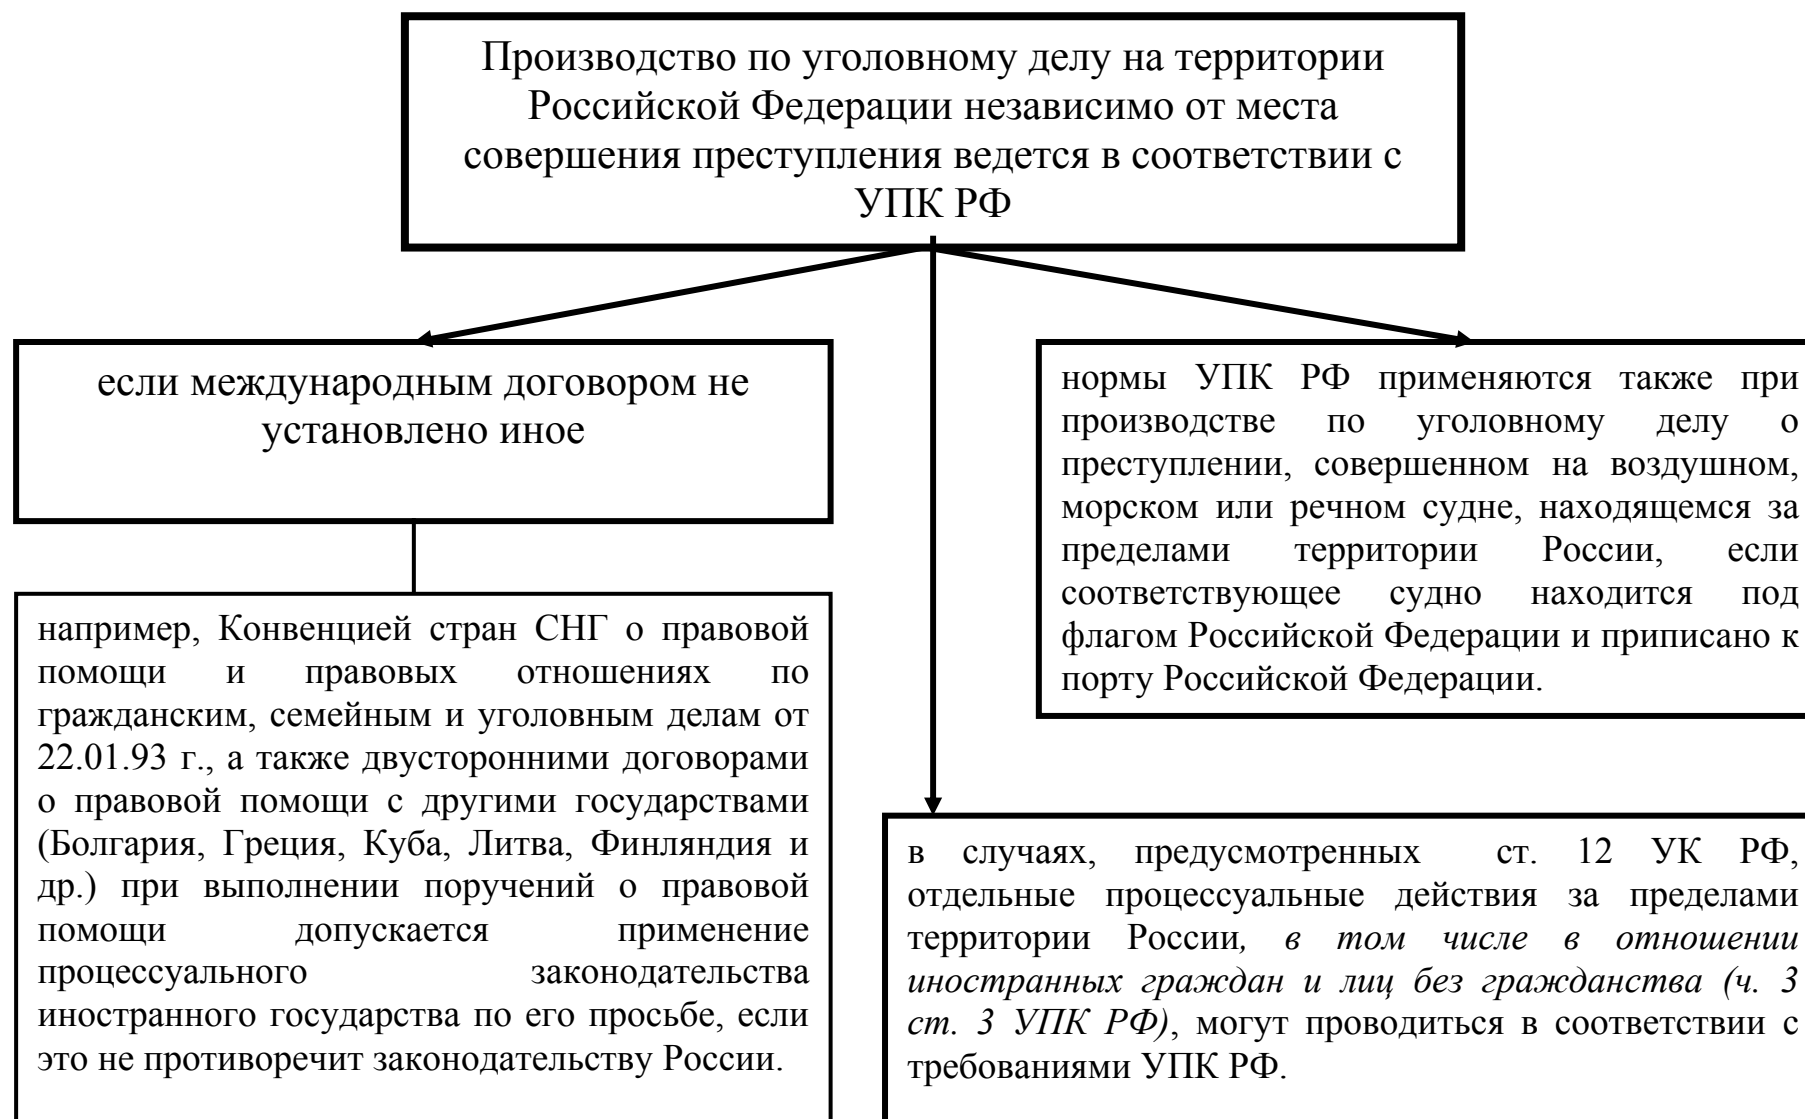 Производство по уголовному делу на территории
Российской Федерации независимо от места
совершения преступления ведется в соответствии с
УПК РФ
если международным договором не
установлено иное
например, Конвенцией стран СНГ о правовой
помощи и правовых отношениях по
гражданским, семейным и уголовным делам от
22.01.93 г., а также двусторонними договорами
о правовой помощи с другими государствами
(Болгария, Греция, Куба, Литва, Финляндия и
др.) при выполнении поручений о правовой
помощи допускается применение
процессуального законодательства
иностранного государства по его просьбе, если
это не противоречит законодательству России.
нормы УПК РФ применяются также при
производстве по уголовному делу о
преступлении, совершенном на воздушном,
морском или речном судне, находящемся за
пределами территории России, если
соответствующее судно находится под
флагом Российской Федерации и приписано к
порту Российской Федерации.
в случаях, предусмотренных ст. 12 УК РФ,
отдельные процессуальные действия за пределами
территории России, в том числе в отношении
иностранных граждан и лиц без гражданства (ч. 3
ст. 3 УПК РФ), могут проводиться в соответствии с
требованиями УПК РФ.